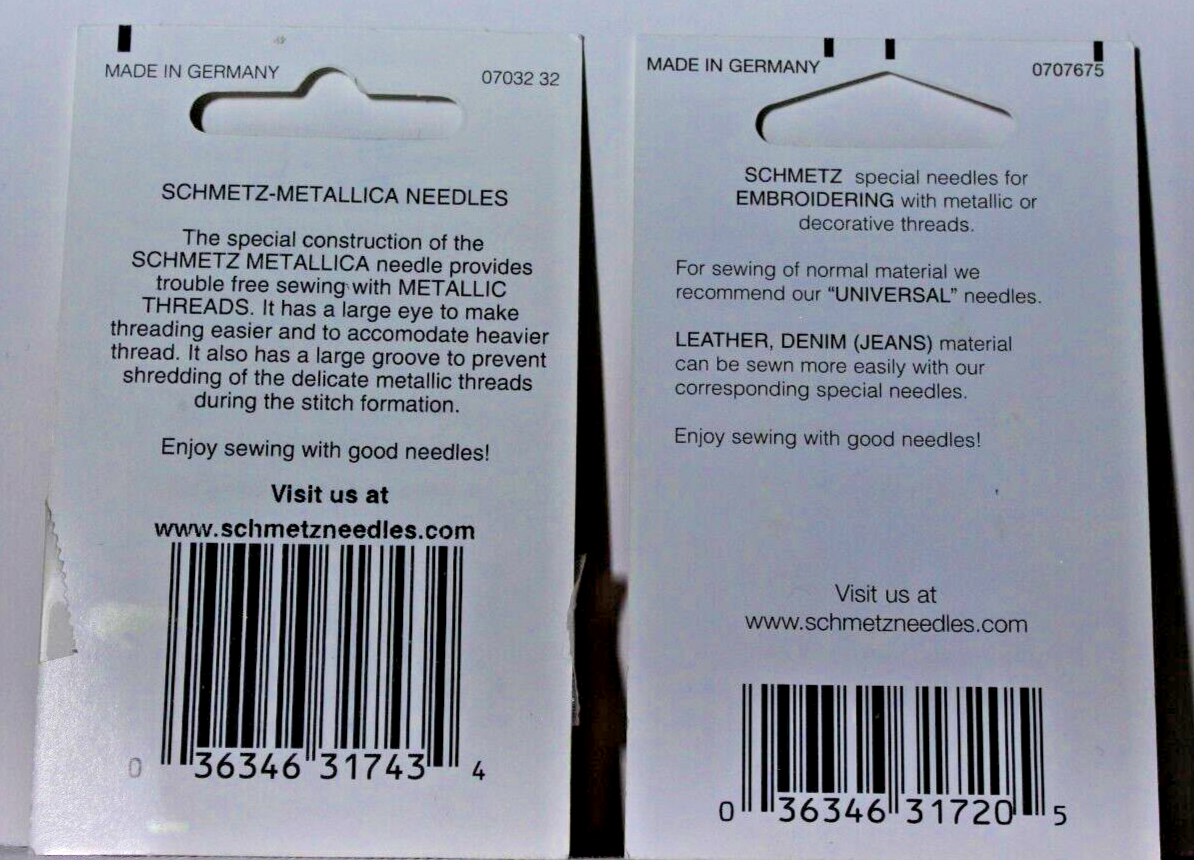 MADE IN GERMANY
07032 32
SCHMETZ-METALLICA NEEDLES
The special construction of the
SCHMETZ METALLICA needle provides
trouble free sewing with METALLIC
THREADS. It has a large eye to make
threading easier and to accomodate heavier
thread. It also has a large groove to prevent
shredding of the delicate metallic threads
during the stitch formation.
Enjoy sewing with good needles!
Visit us at
www.schmetzneedles.com
0 36346 31743 4
MADE IN GERMANY
0707675
SCHMETZ special needles for
EMBROIDERING with metallic or
decorative threads.
For sewing of normal material we
recommend our “UNIVERSAL” needles.
LEATHER, DENIM (JEANS) material
can be sewn more easily with our
corresponding special needles.
Enjoy sewing with good needles!
Visit us at
www.schmetzneedles.com
0 36346 31720 5